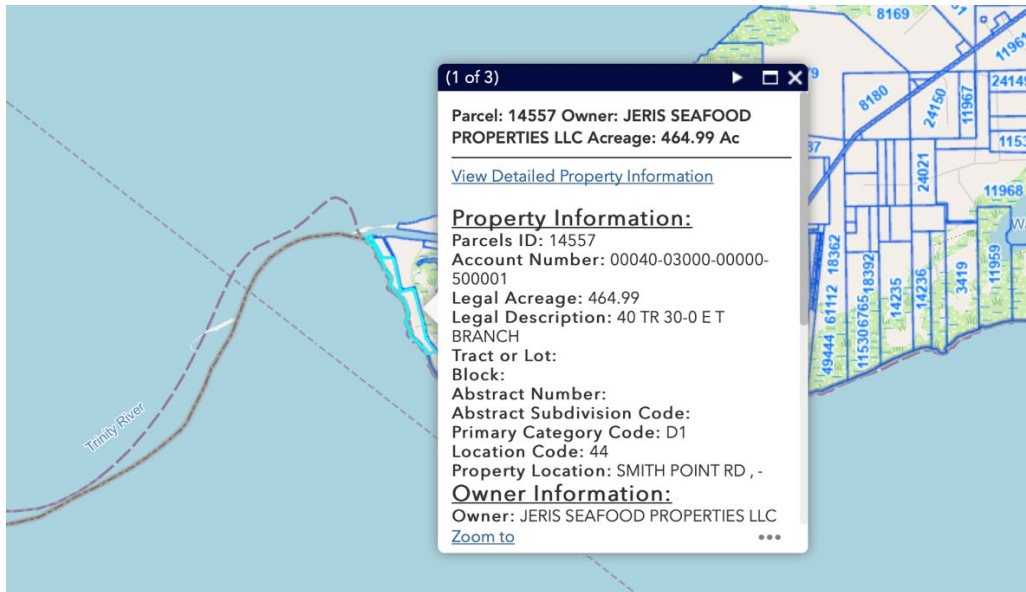 8169
11961
(1 of 3)
Parcel: 14557 Owner: JERIS SEAFOOD
PROPERTIES LLC Acreage: 464.99 Ac
View Detailed Property Information
Property Information:
Parcels ID: 14557
Account Number: 00040-03000-00000-
500001
Legal Acreage: 464.99
Legal Description: 40 TR 30-0 E T
BRANCH
Tract or Lot:
Block:
Abstract Number:
Abstract Subdivision Code:
Primary Category Code: D1
Location Code: 44
Property Location: SMITH POINT RD , -
Owner Information:
Owner: JERIS SEAFOOD PROPERTIES LLC
Zoom to
8180
24150
11967
24021
11968
18362
61112
49444
18392
14235
14236
3419
11959
Trinity River